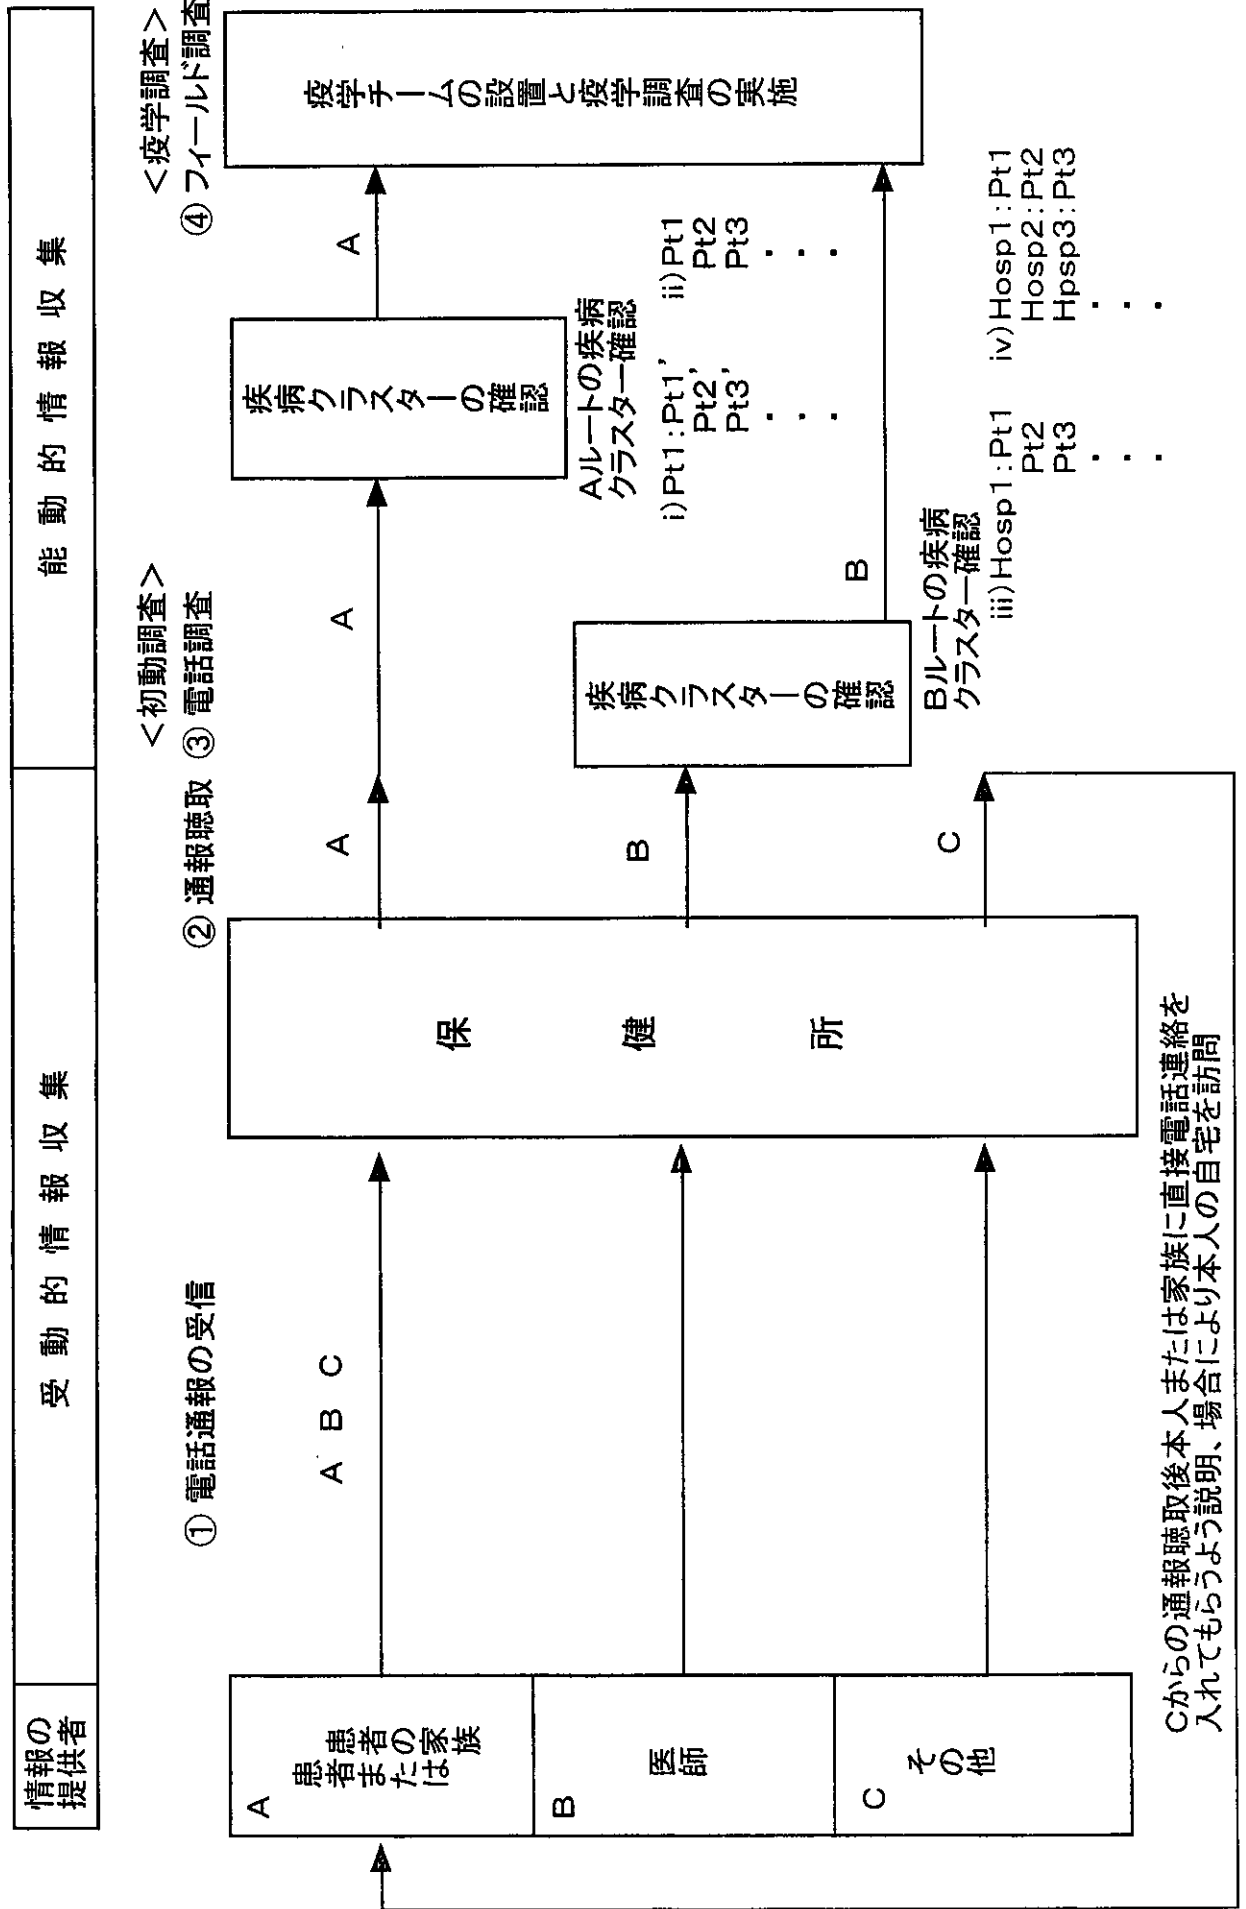 情報の
提供者
受動的情報収集
能動的情報収集
① 電話通報の受信
② 通報聴取
③ 電話調査
<初動調査>
<疫学調査>
④ フィールド調査
A
患者または
患者の家族
B
医師
C
その他
A B C
保健所
A
B
C
A
疾病クラスターの確認
A
Aルートの疾病
クラスター確認
i)Pt1:Pt1’
Pt2’
Pt3’
・
・
・
ii)Pt1
Pt2
Pt3
・
・
・
疾病クラスターの確認
B
Bルートの疾病
クラスター確認
iii)Hosp1:Pt1
Pt2
Pt3
・
・
・
iv)Hosp1:Pt1
Hosp2:Pt2
Hpsp3:Pt3
・
・
・
疫学チームの設置と疫学調査の実施
Cからの通報聴取後本人または家族に直接電話連絡を
入れてもらうよう説明、場合により本人の自宅を訪問